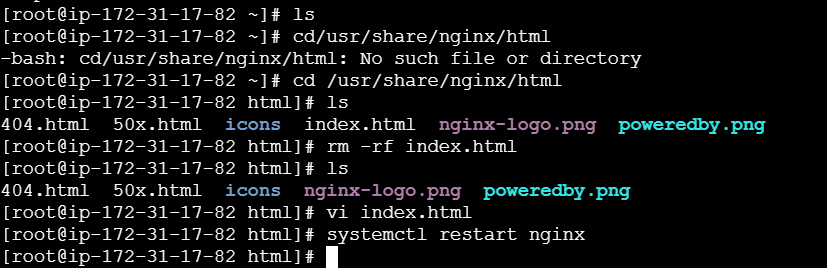 [root@ip-172-31-17-82 ~]# ls
[root@ip-172-31-17-82 ~]# cd/usr/share/nginx/html
-bash: cd/usr/share/nginx/html: No such file or directory
[root@ip-172-31-17-82 ~]# cd /usr/share/nginx/html
[root@ip-172-31-17-82 html]# ls
404.html  50x.html  icons  index.html  nginx-logo.png  poweredby.png
[root@ip-172-31-17-82 html]# rm -rf index.html
[root@ip-172-31-17-82 html]# ls
404.html  50x.html  icons  nginx-logo.png  poweredby.png
[root@ip-172-31-17-82 html]# vi index.html
[root@ip-172-31-17-82 html]# systemctl restart nginx
[root@ip-172-31-17-82 html]#